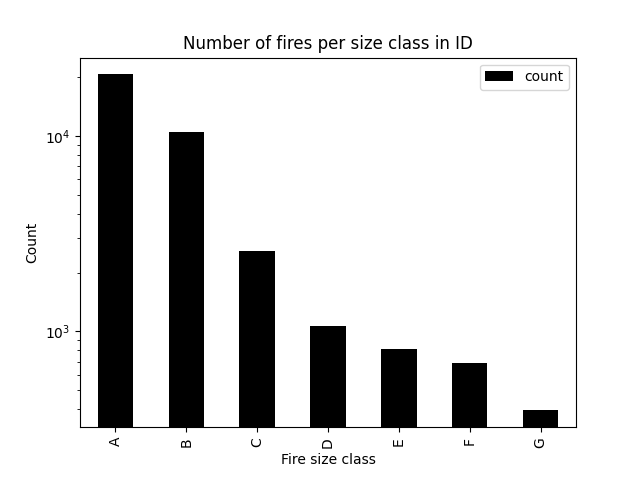 Number of fires per size class in ID
count
Count
10⁴
10³
A
B
C
D
E
F
G
Fire size class